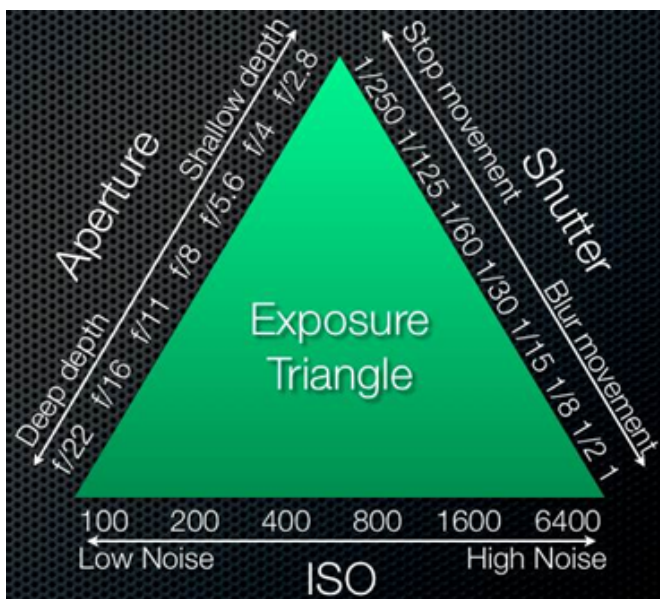 Aperture
Deep depth
Shallow depth
f/22 f/16 f/11 f/8 f/5.6 f/4 f/2.8
Stop movement
Blur movement
Shutter
1/250 1/125 1/60 1/30 1/15 1/8 1/2 1
Exposure
Triangle
100 200 400 800 1600 6400
Low Noise
High Noise
ISO